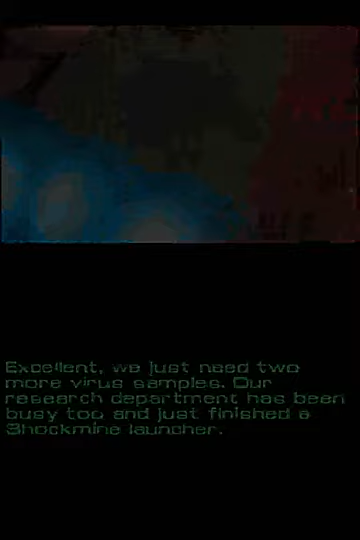 Excellent, we just need two
more virus samples. Our
research department has been
busy too and just finished a
Shockmine launcher.